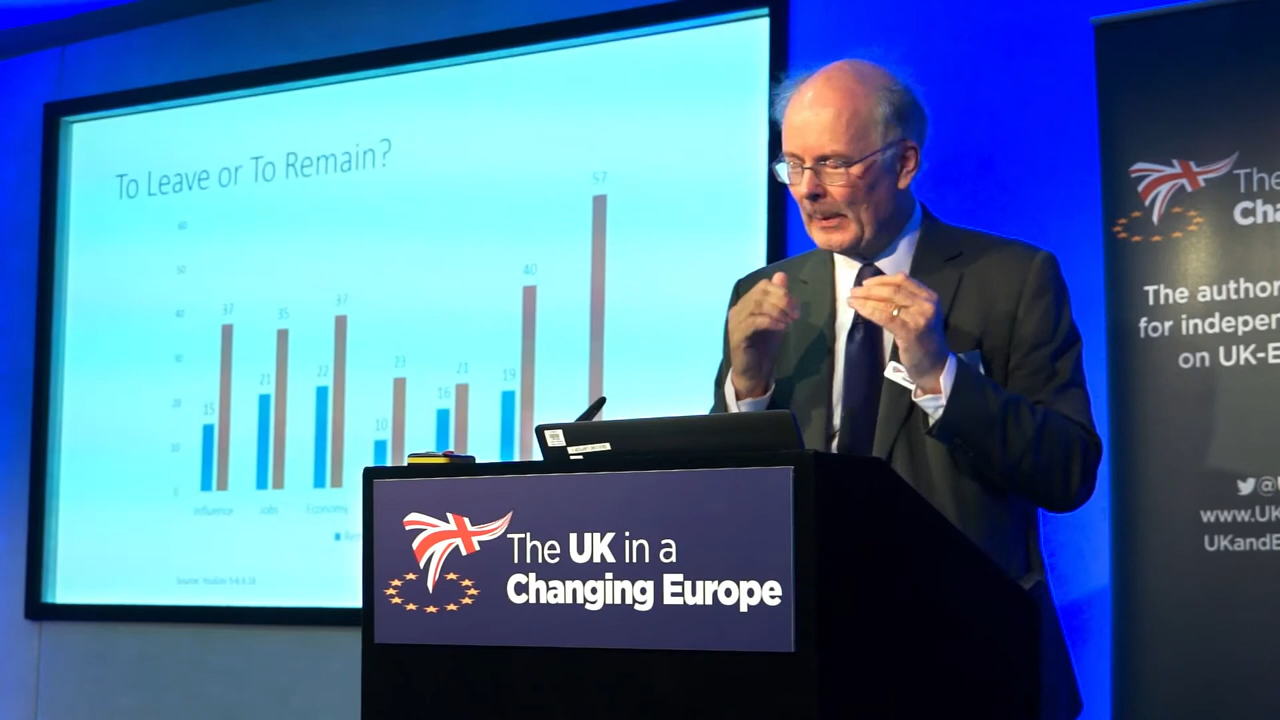 To Leave or To Remain?
57
60
50
40
37
35
37
40
30
23
21
22
16
21
19
20
15
10
10
Influence Jobs Economy
The UK in a
Changing Europe
The
Cha
The author
for indepen
on UK-E
@U
www.UK
UKandE